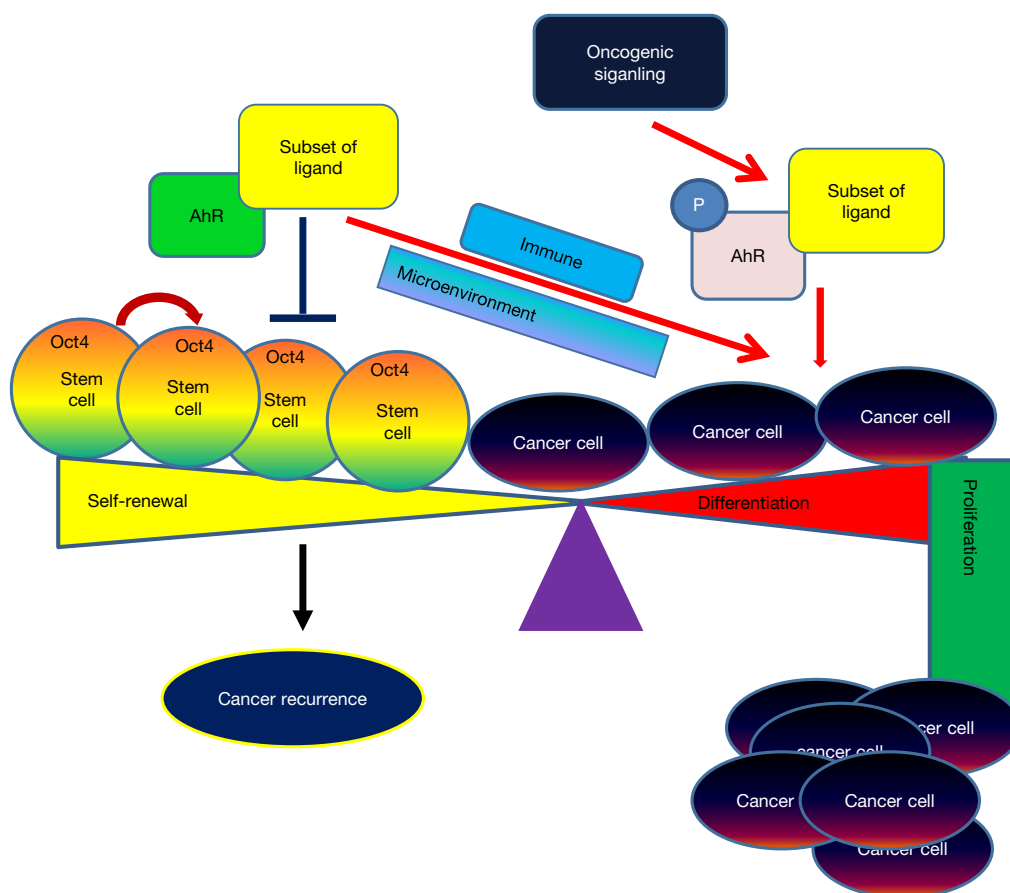 Oncogenic
siganling
Subset of
ligand
AhR
P
Subset of
ligand
AhR
Immune
Microenvironment
Oct4
Stem
cell
Oct4
Stem
cell
Oct4
Stem
cell
Oct4
Stem
cell
Cancer cell
Cancer cell
Cancer cell
Self-renewal
Differentiation
Proliferation
Cancer recurrence
cer cell
cancer cell
Cancer
Cancer cell
Cancer cell